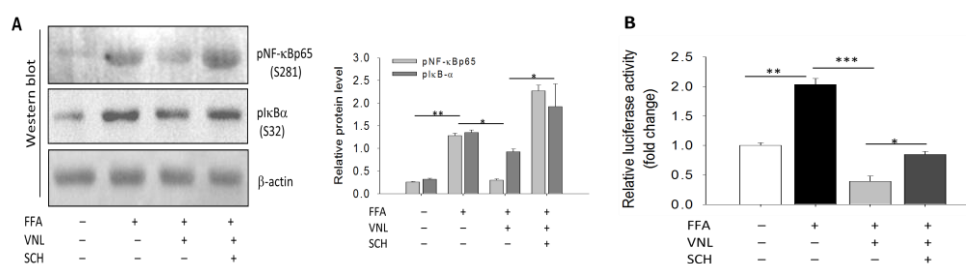 A
Western blot
pNF-κBp65
(S281)
pIκBα
(S32)
β-actin
FFA – + + +
VNL – – + +
SCH – – – +
Relative protein level
3.0
2.5
2.0
1.5
1.0
0.5
0.0
pNF-κBp65
pIκB-α
** * *
FFA – + + +
VNL – – + +
SCH – – – +
B
Relative luciferase activity
(fold change)
2.5
2.0
1.5
1.0
0.5
0.0
** *** *
FFA – + + +
VNL – – + +
SCH – – – +